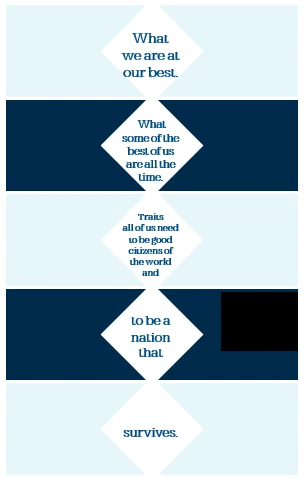 What
we are at
our best.
What
some of the
best of us
are all the
time.
Traits
all of us need
to be good
citizens of
the world
and
to be a
nation
that
survives.